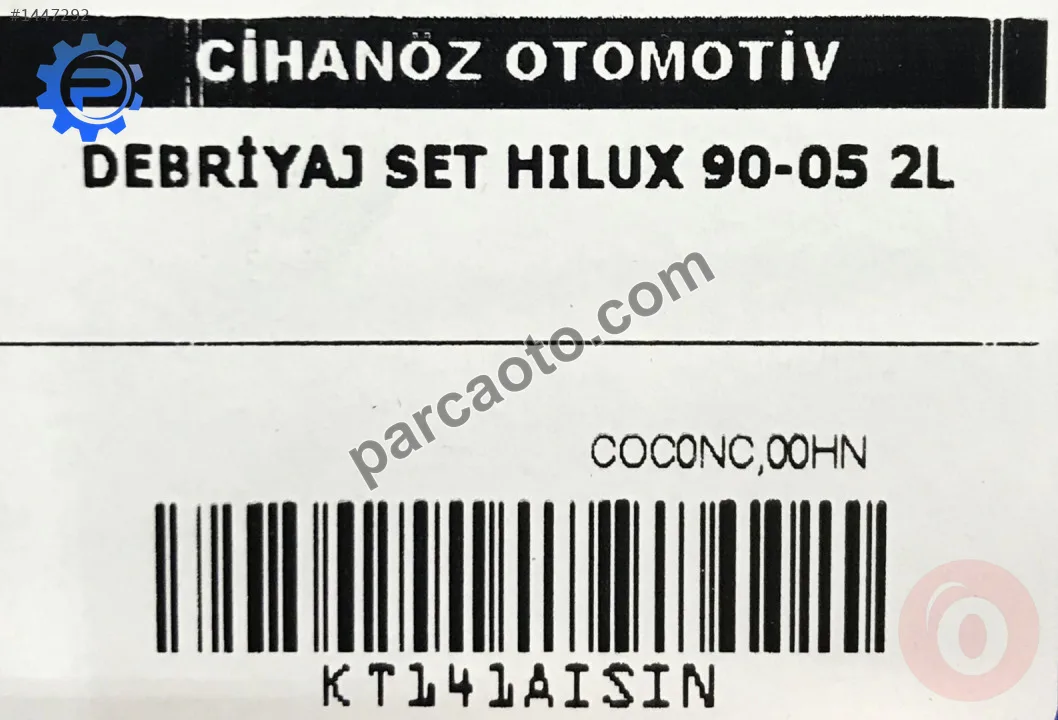 #1447292
CİHANÖZ OTOMOTİV
DEBRİYAJ SET HILUX 90-05 2L
parcaoto.com
COC0NC,00HN
KT141AISIN